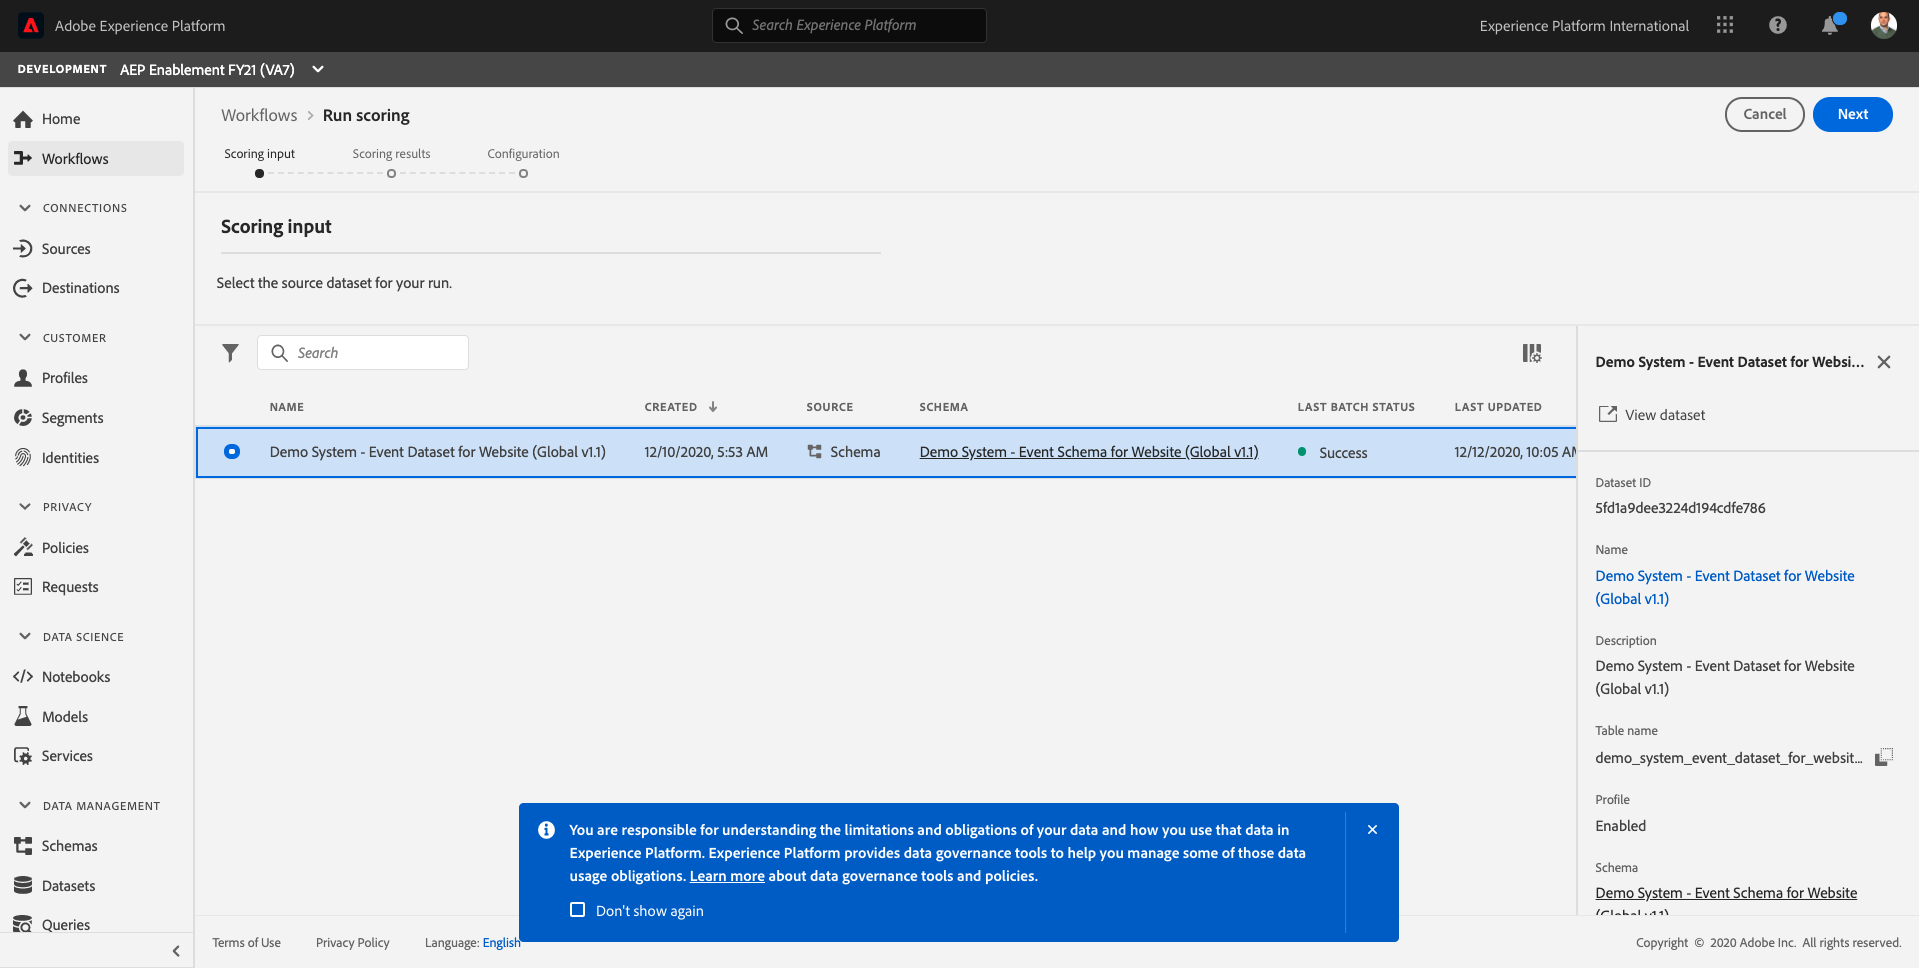 Adobe Experience Platform
Search Experience Platform
Experience Platform International
DEVELOPMENT AEP Enablement FY21 (VA7)
Home
Workflows
CONNECTIONS
Sources
Destinations
CUSTOMER
Profiles
Segments
Identities
PRIVACY
Policies
Requests
DATA SCIENCE
Notebooks
Models
Services
DATA MANAGEMENT
Schemas
Datasets
Queries
Workflows > Run scoring
Cancel
Next
Scoring input Scoring results Configuration
Scoring input
Select the source dataset for your run.
Search
NAME CREATED SOURCE SCHEMA LAST BATCH STATUS LAST UPDATED
Demo System - Event Dataset for Website (Global v1.1) 12/10/2020, 5:53 AM Schema Demo System - Event Schema for Website (Global v1.1) Success 12/12/2020, 10:05 AM
Demo System - Event Dataset for Websi...
View dataset
Dataset ID
5fd1a9dee3224d194cdfe786
Name
Demo System - Event Dataset for Website
(Global v1.1)
Description
Demo System - Event Dataset for Website
(Global v1.1)
Table name
demo_system_event_dataset_for_websit...
Profile
Enabled
Schema
Demo System - Event Schema for Website
(Global v1.1)
You are responsible for understanding the limitations and obligations of your data and how you use that data in
Experience Platform. Experience Platform provides data governance tools to help you manage some of those data
usage obligations. Learn more about data governance tools and policies.
Don't show again
Terms of Use Privacy Policy Language: English
Copyright © 2020 Adobe Inc. All rights reserved.